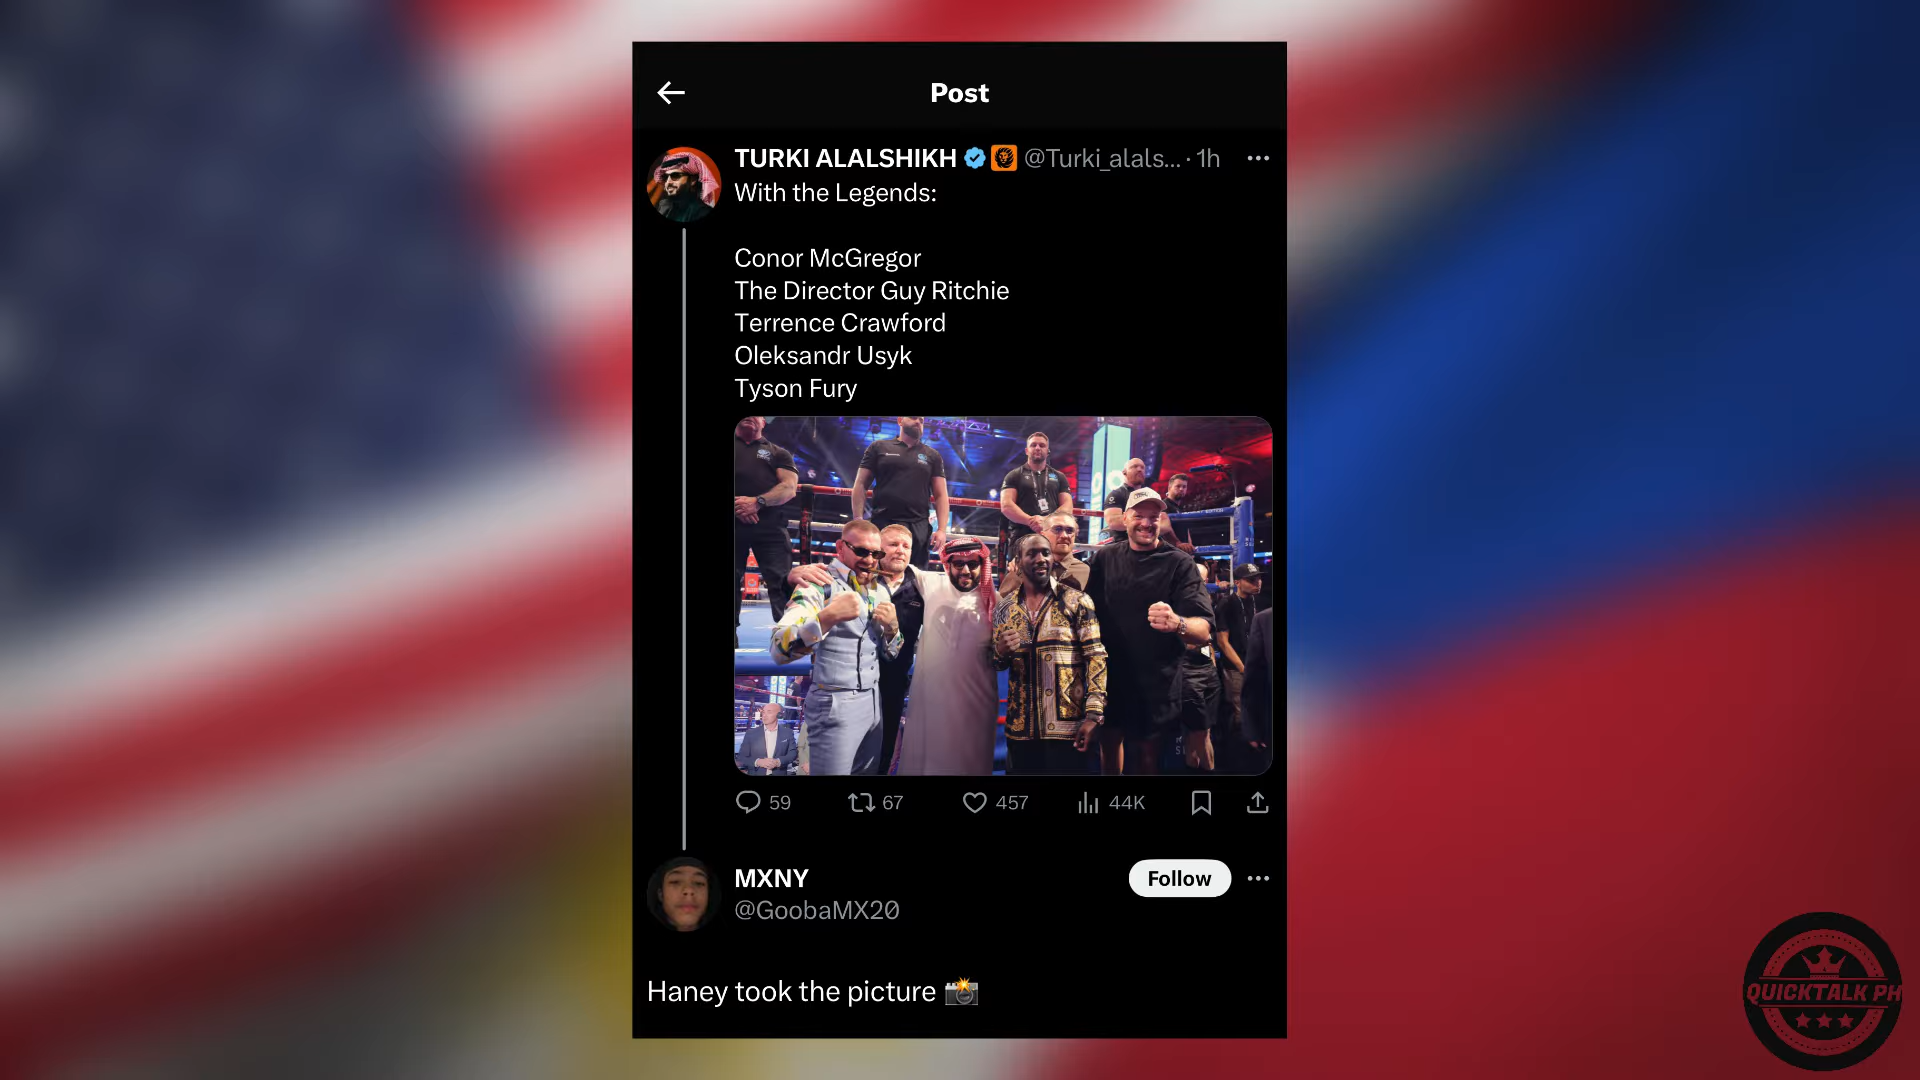 Post
TURKI ALALSHIKH @Turki_alals... · 1h
With the Legends:
Conor McGregor
The Director Guy Ritchie
Terrence Crawford
Oleksandr Usyk
Tyson Fury
59 67 457 44K
MXNY Follow
@GoobaMX20
Haney took the picture
QUICKTALK PH